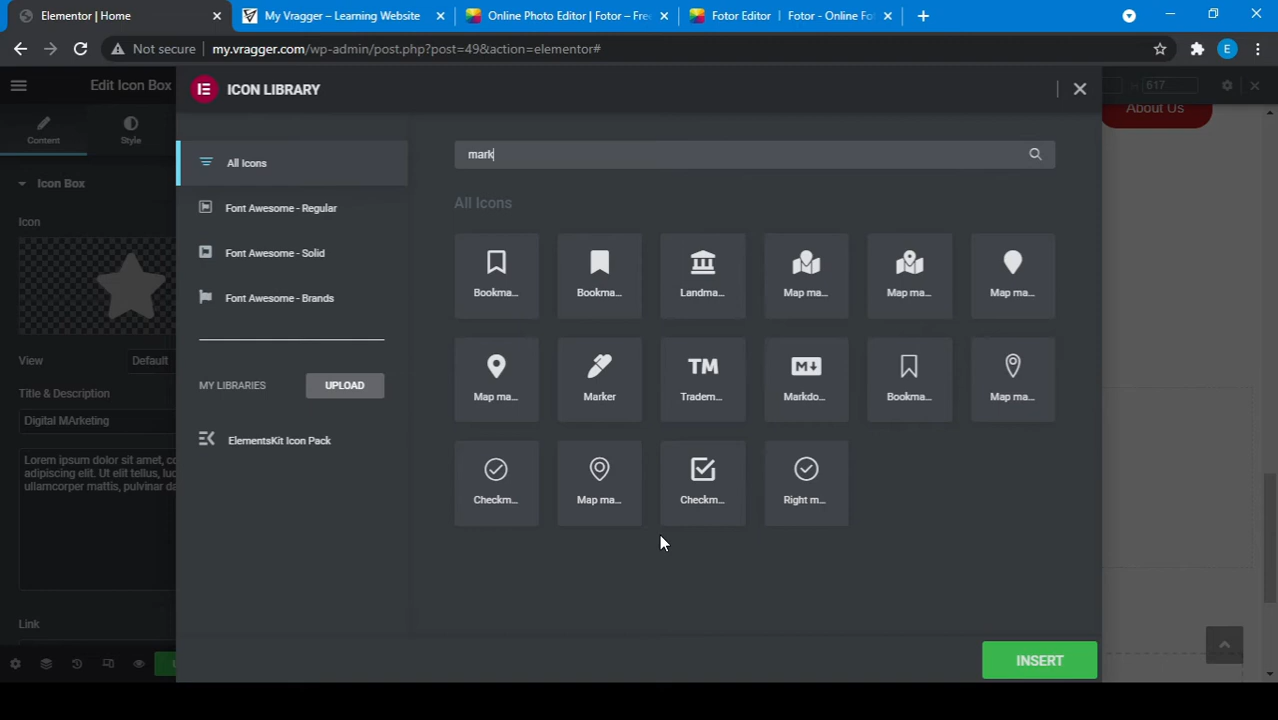 Elementor | Home
My Vragger – Learning Website
Online Photo Editor | Fotor – Free
Fotor Editor | Fotor - Online Fo
Not secure my.vragger.com/wp-admin/post.php?post=49&action=elementor#
E
Edit Icon Box
ICON LIBRARY
617
About Us
Content
Style
All Icons
mark
Icon Box
Font Awesome - Regular
All Icons
Icon
Font Awesome - Solid
Bookma... Bookma... Landma... Map ma... Map ma... Map ma...
Font Awesome - Brands
View Default
Title & Description
MY LIBRARIES UPLOAD
TM
Map ma... Marker Tradem... Markdo... Bookma... Map ma...
Digital MArketing
ElementsKit Icon Pack
Lorem ipsum dolor sit amet, co
adipiscing elit. Ut elit tellus, luc
ullamcorper mattis, pulvinar da
Checkm... Map ma... Checkm... Right m...
Link
INSERT